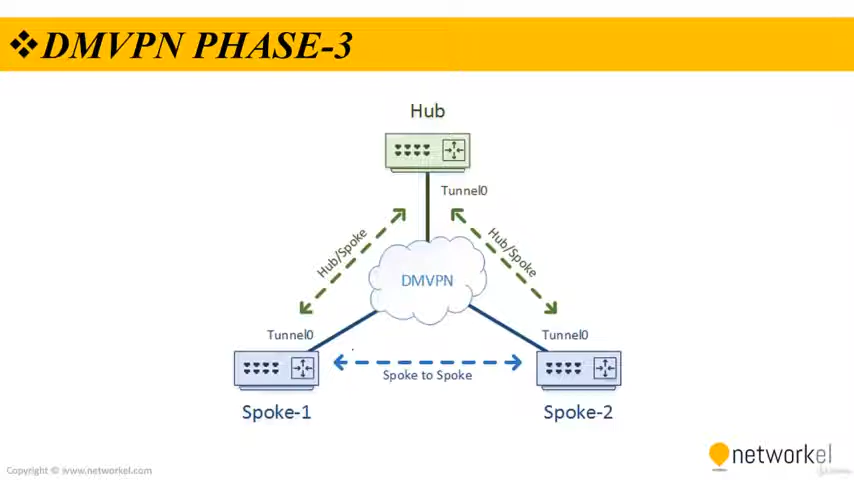 ❖DMVPN PHASE-3
Hub
Tunnel0
Hub/Spoke
Hub/Spoke
DMVPN
Tunnel0
Tunnel0
Spoke to Spoke
Spoke-1
Spoke-2
networkel
Copyright © www.networkel.com